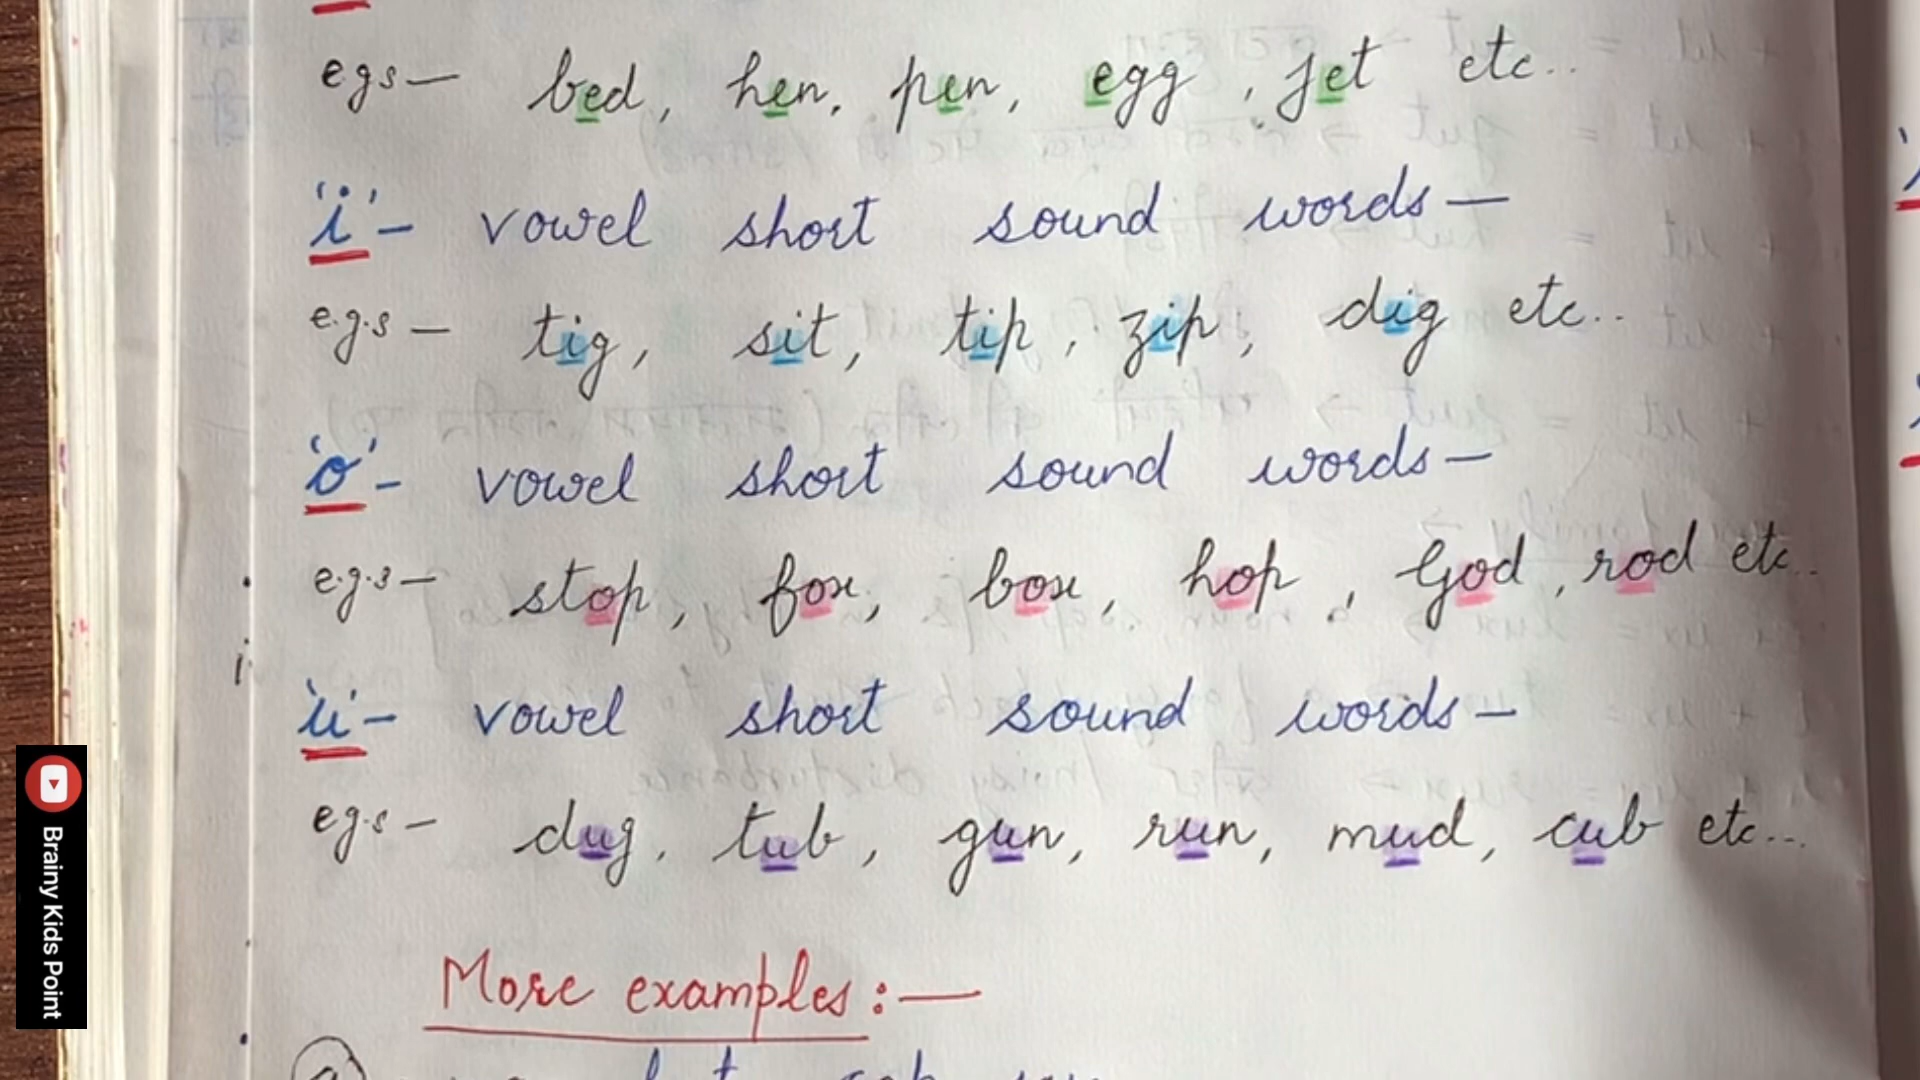 egs— bed, hen, pen, egg, jet etc..
'i'- vowel short sound words—
e.g.s — tig, sit, tip, zip, dig etc..
'o'- vowel short sound words—
e.g.s— stop, fox, box, hop, God, rod etc..
'u'- vowel short sound words—
eg.s— dug, tub, gun, run, mud, cub etc...
More examples:—
Brainy Kids Point